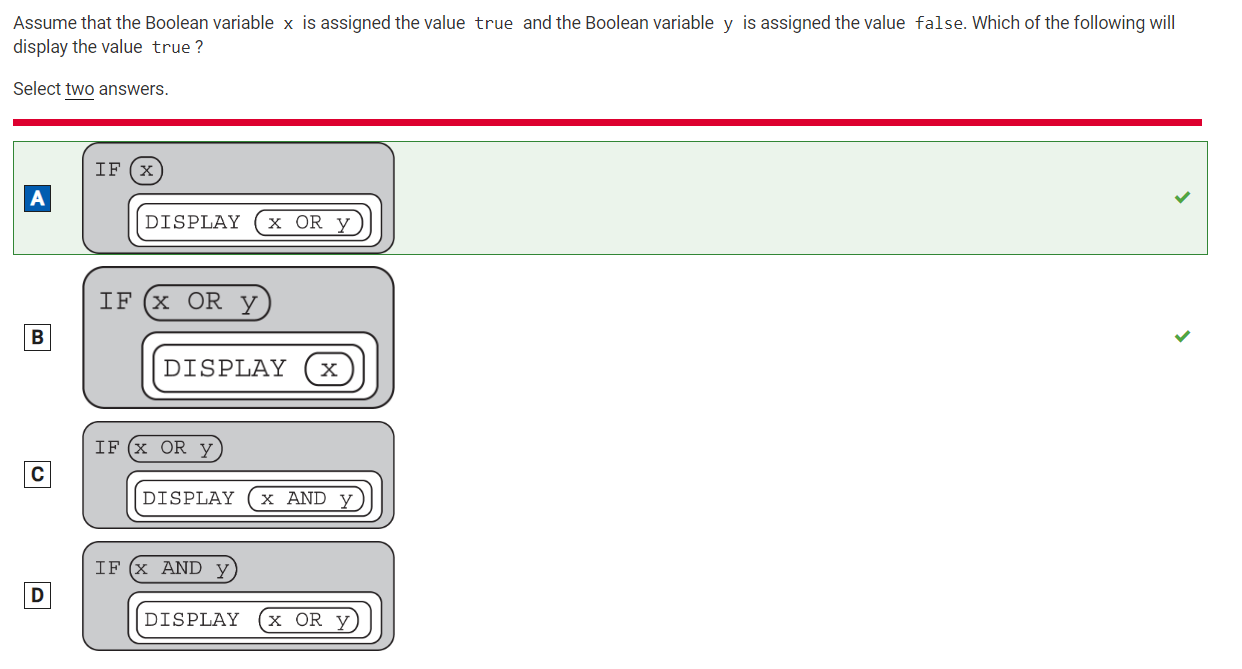 Assume that the Boolean variable x is assigned the value true and the Boolean variable y is assigned the value false. Which of the following will
display the value true ?
Select two answers.
A
IF x
DISPLAY x OR y
B
IF x OR y
DISPLAY x
C
IF x OR y
DISPLAY x AND y
D
IF x AND y
DISPLAY x OR y